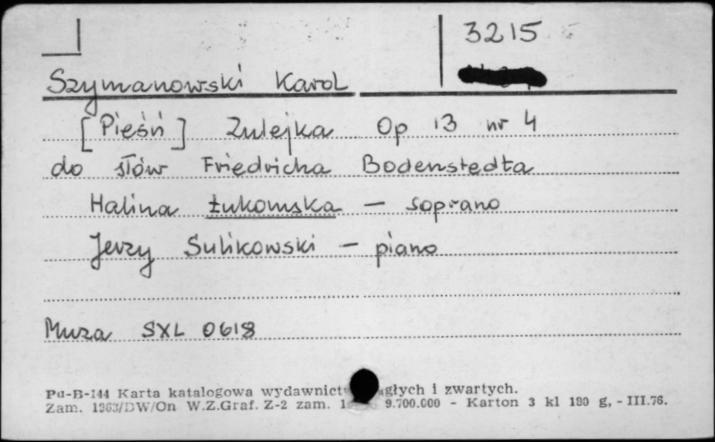 3215
Szymanowski Karol
[Pieśń] Zulejka Op 13 nr 4
do słów Friedricha Bodenstedta
Halina Łukomska – soprano
Jerzy Sulikowski – piano
Muza SXL 0618
Pu-B-144 Karta katalogowa wydawnict głych i zwartych.
Zam. 1963/DW/On W.Z.Graf. Z-2 zam. 1 9.700.000 - Karton 3 kl 180 g, - III.76.